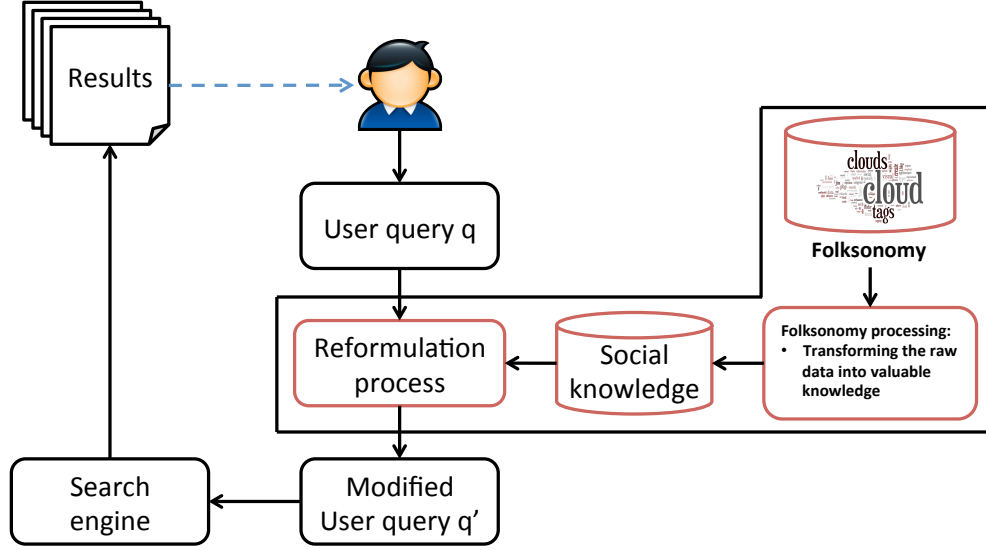 Results
User query q
clouds
cloud
tags
Folksonomy
Folksonomy processing:
• Transforming the raw
data into valuable
knowledge
Social
knowledge
Reformulation
process
Modified
User query q’
Search
engine